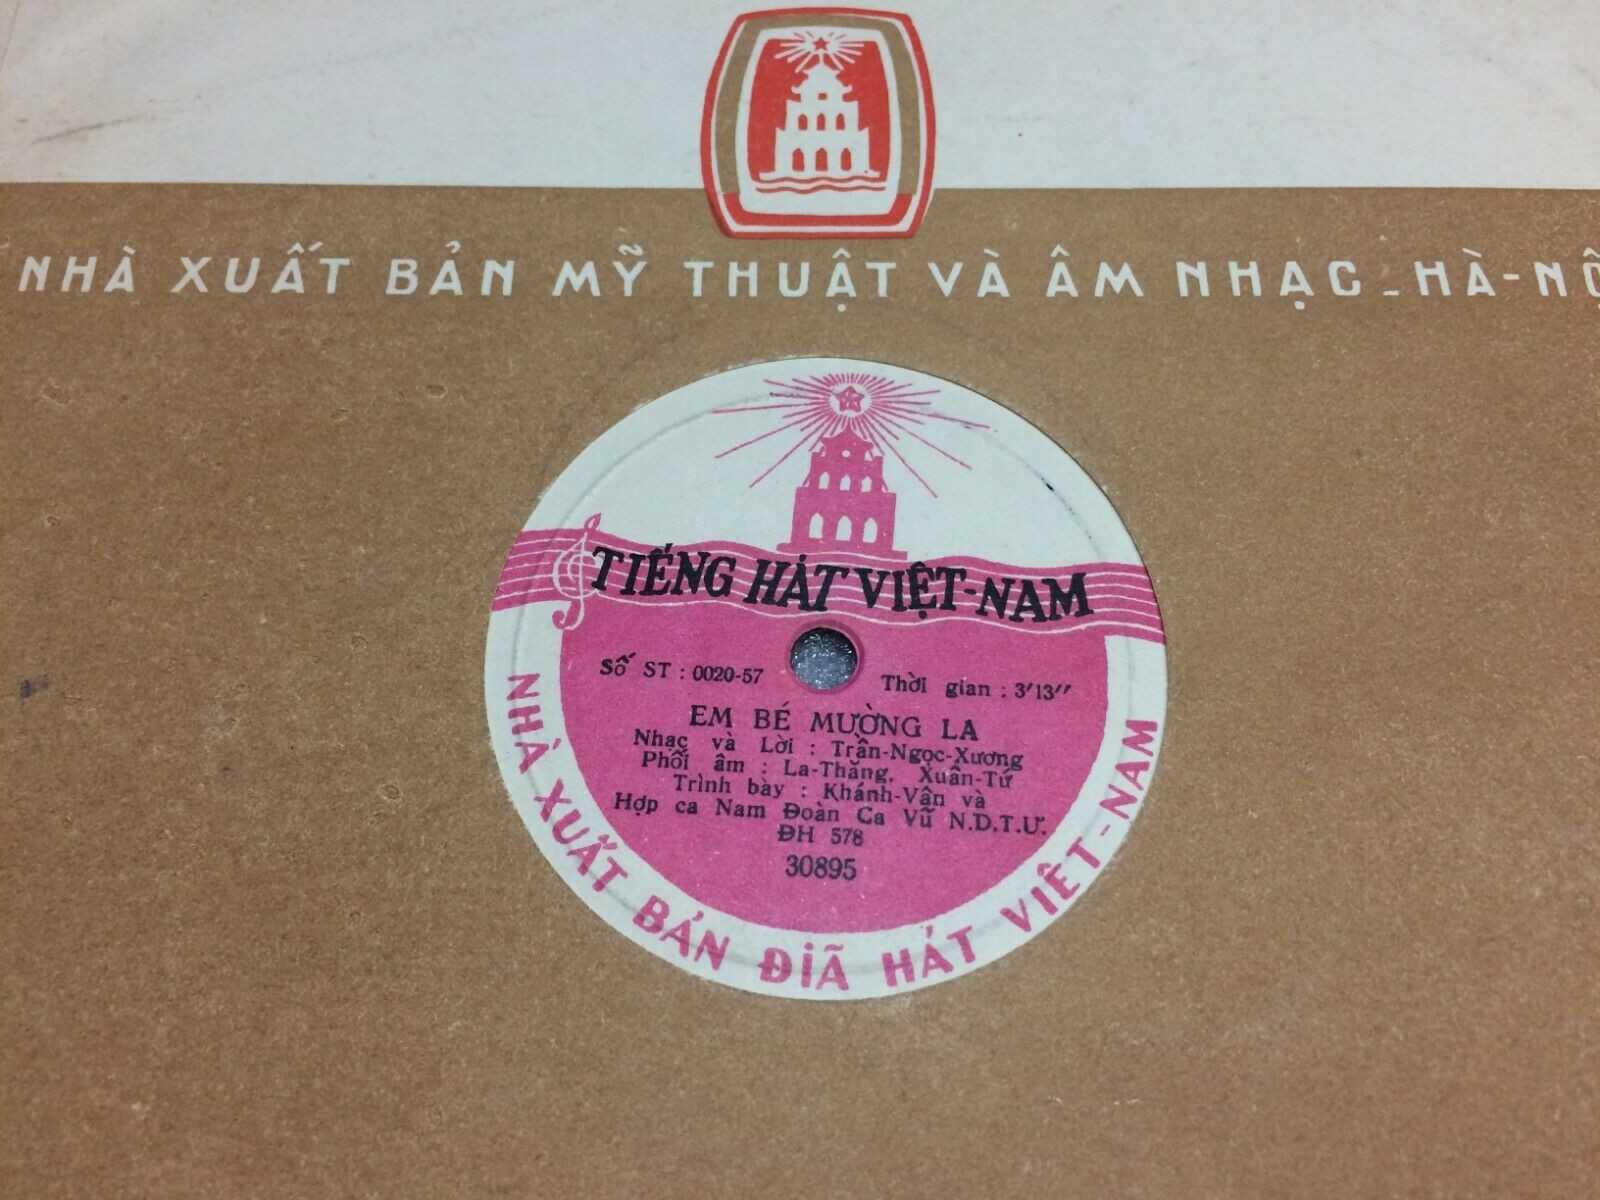 NHÀ XUẤT BẢN MỸ THUẬT VÀ ÂM NHẠC - HÀ-NỘ
TIẾNG HÁT VIỆT-NAM
Số ST : 0020-57
Thời gian : 3'13''
EM BÉ MƯỜNG LA
Nhạc và Lời : Trần-Ngọc-Xương
Phối âm : La-Thăng, Xuân-Tứ
Trình bày : Khánh-Vân và
Hợp ca Nam Đoàn Ca Vũ N.D.T.Ư.
ĐH 578
30895
NHÀ XUẤT BẢN ĐĨA HÁT VIỆT-NAM